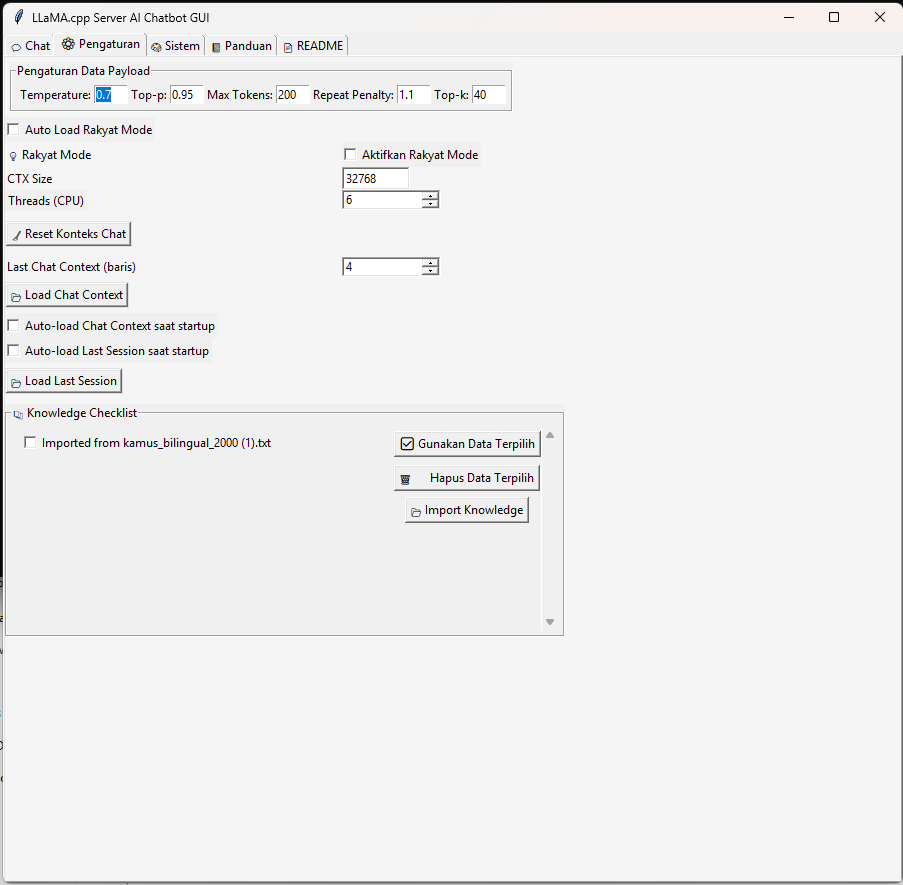 LLaMA.cpp Server AI Chatbot GUI
Chat Pengaturan Sistem Panduan README
Pengaturan Data Payload
Temperature: 0.7 Top-p: 0.95 Max Tokens: 200 Repeat Penalty: 1.1 Top-k: 40
Auto Load Rakyat Mode
Rakyat Mode Aktifkan Rakyat Mode
CTX Size 32768
Threads (CPU) 6
Reset Konteks Chat
Last Chat Context (baris) 4
Load Chat Context
Auto-load Chat Context saat startup
Auto-load Last Session saat startup
Load Last Session
Knowledge Checklist
Imported from kamus_bilingual_2000 (1).txt Gunakan Data Terpilih
Hapus Data Terpilih
Import Knowledge